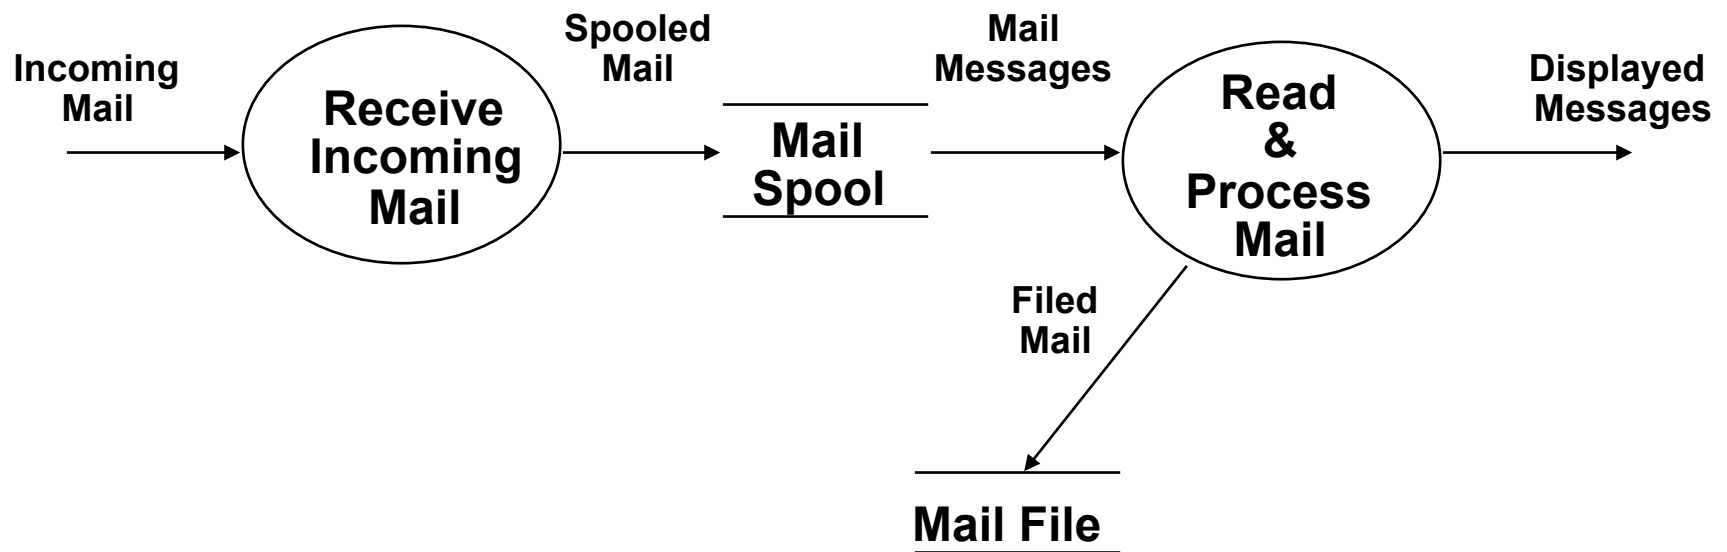 Incoming
Mail
Receive
Incoming
Mail
Spooled
Mail
Mail
Spool
Mail
Messages
Read
&
Process
Mail
Displayed
Messages
Filed
Mail
Mail File